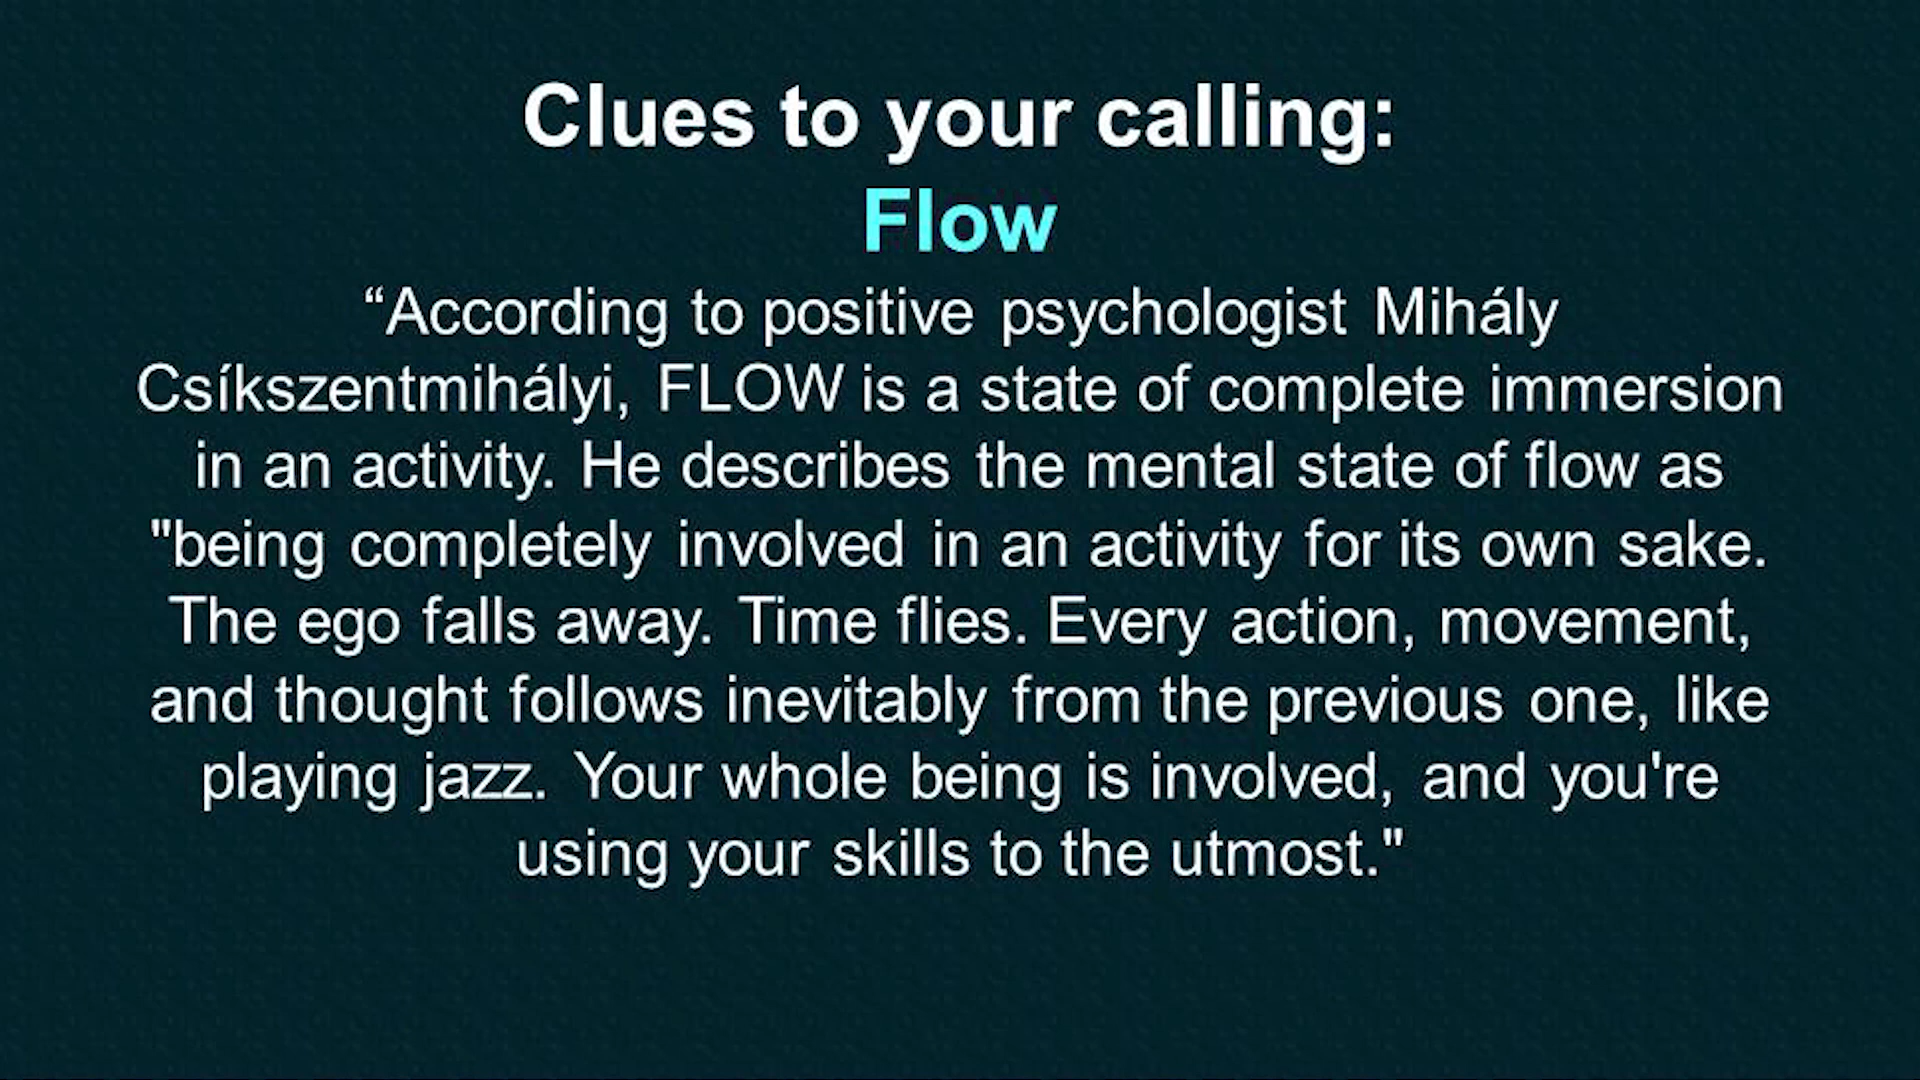 Clues to your calling:
Flow
“According to positive psychologist Mihály
Csíkszentmihályi, FLOW is a state of complete immersion
in an activity. He describes the mental state of flow as
"being completely involved in an activity for its own sake.
The ego falls away. Time flies. Every action, movement,
and thought follows inevitably from the previous one, like
playing jazz. Your whole being is involved, and you're
using your skills to the utmost."